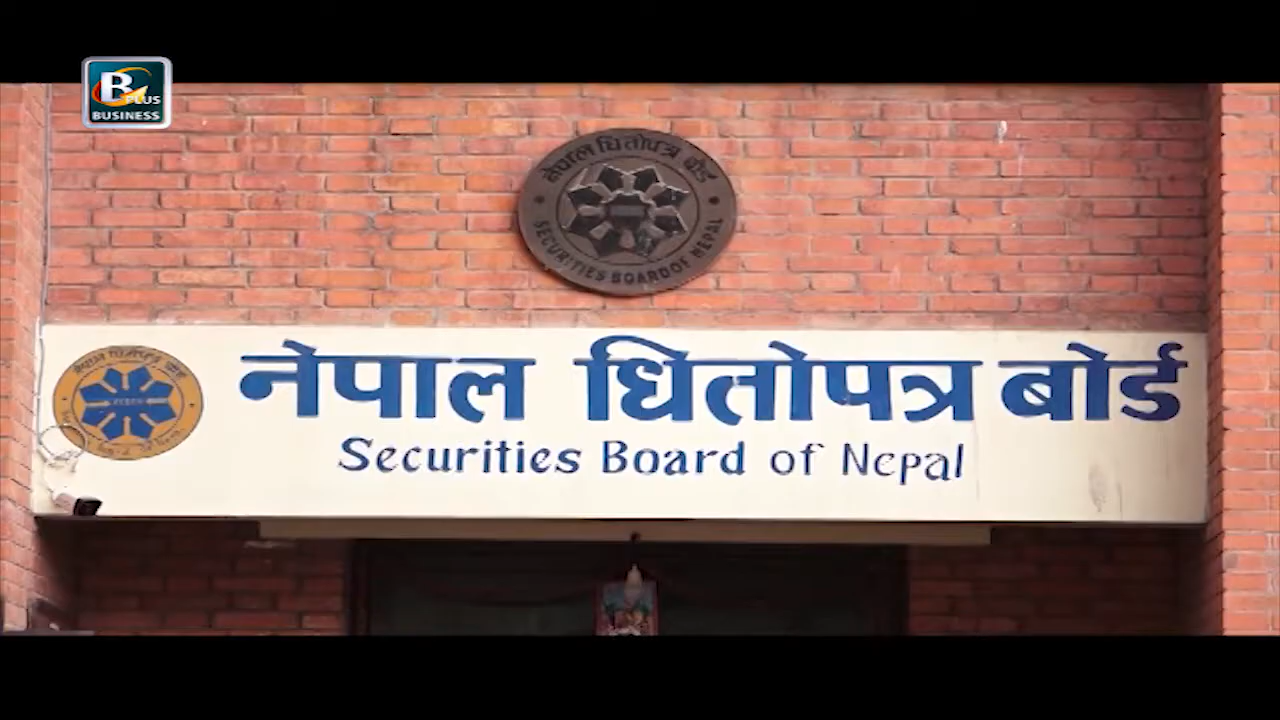 B PLUS
BUSINESS
नेपाल धितोपत्र बोर्ड
SECURITIES BOARD OF NEPAL
नेपाल धितोपत्र बोर्ड
Securities Board of Nepal